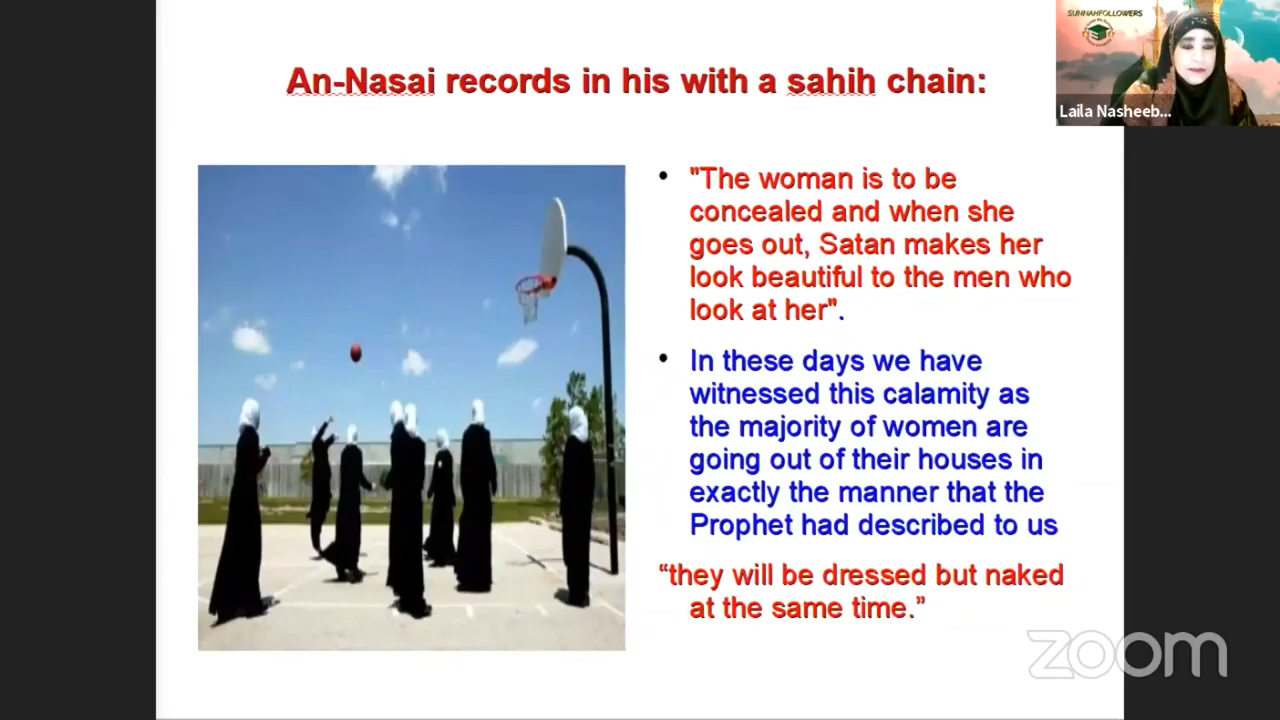 SUNNAHFOLLOWERS
Laila Nasheeb...
An-Nasai records in his with a sahih chain:
• "The woman is to be
concealed and when she
goes out, Satan makes her
look beautiful to the men who
look at her".
• In these days we have
witnessed this calamity as
the majority of women are
going out of their houses in
exactly the manner that the
Prophet had described to us
“they will be dressed but naked
at the same time.”
zoom